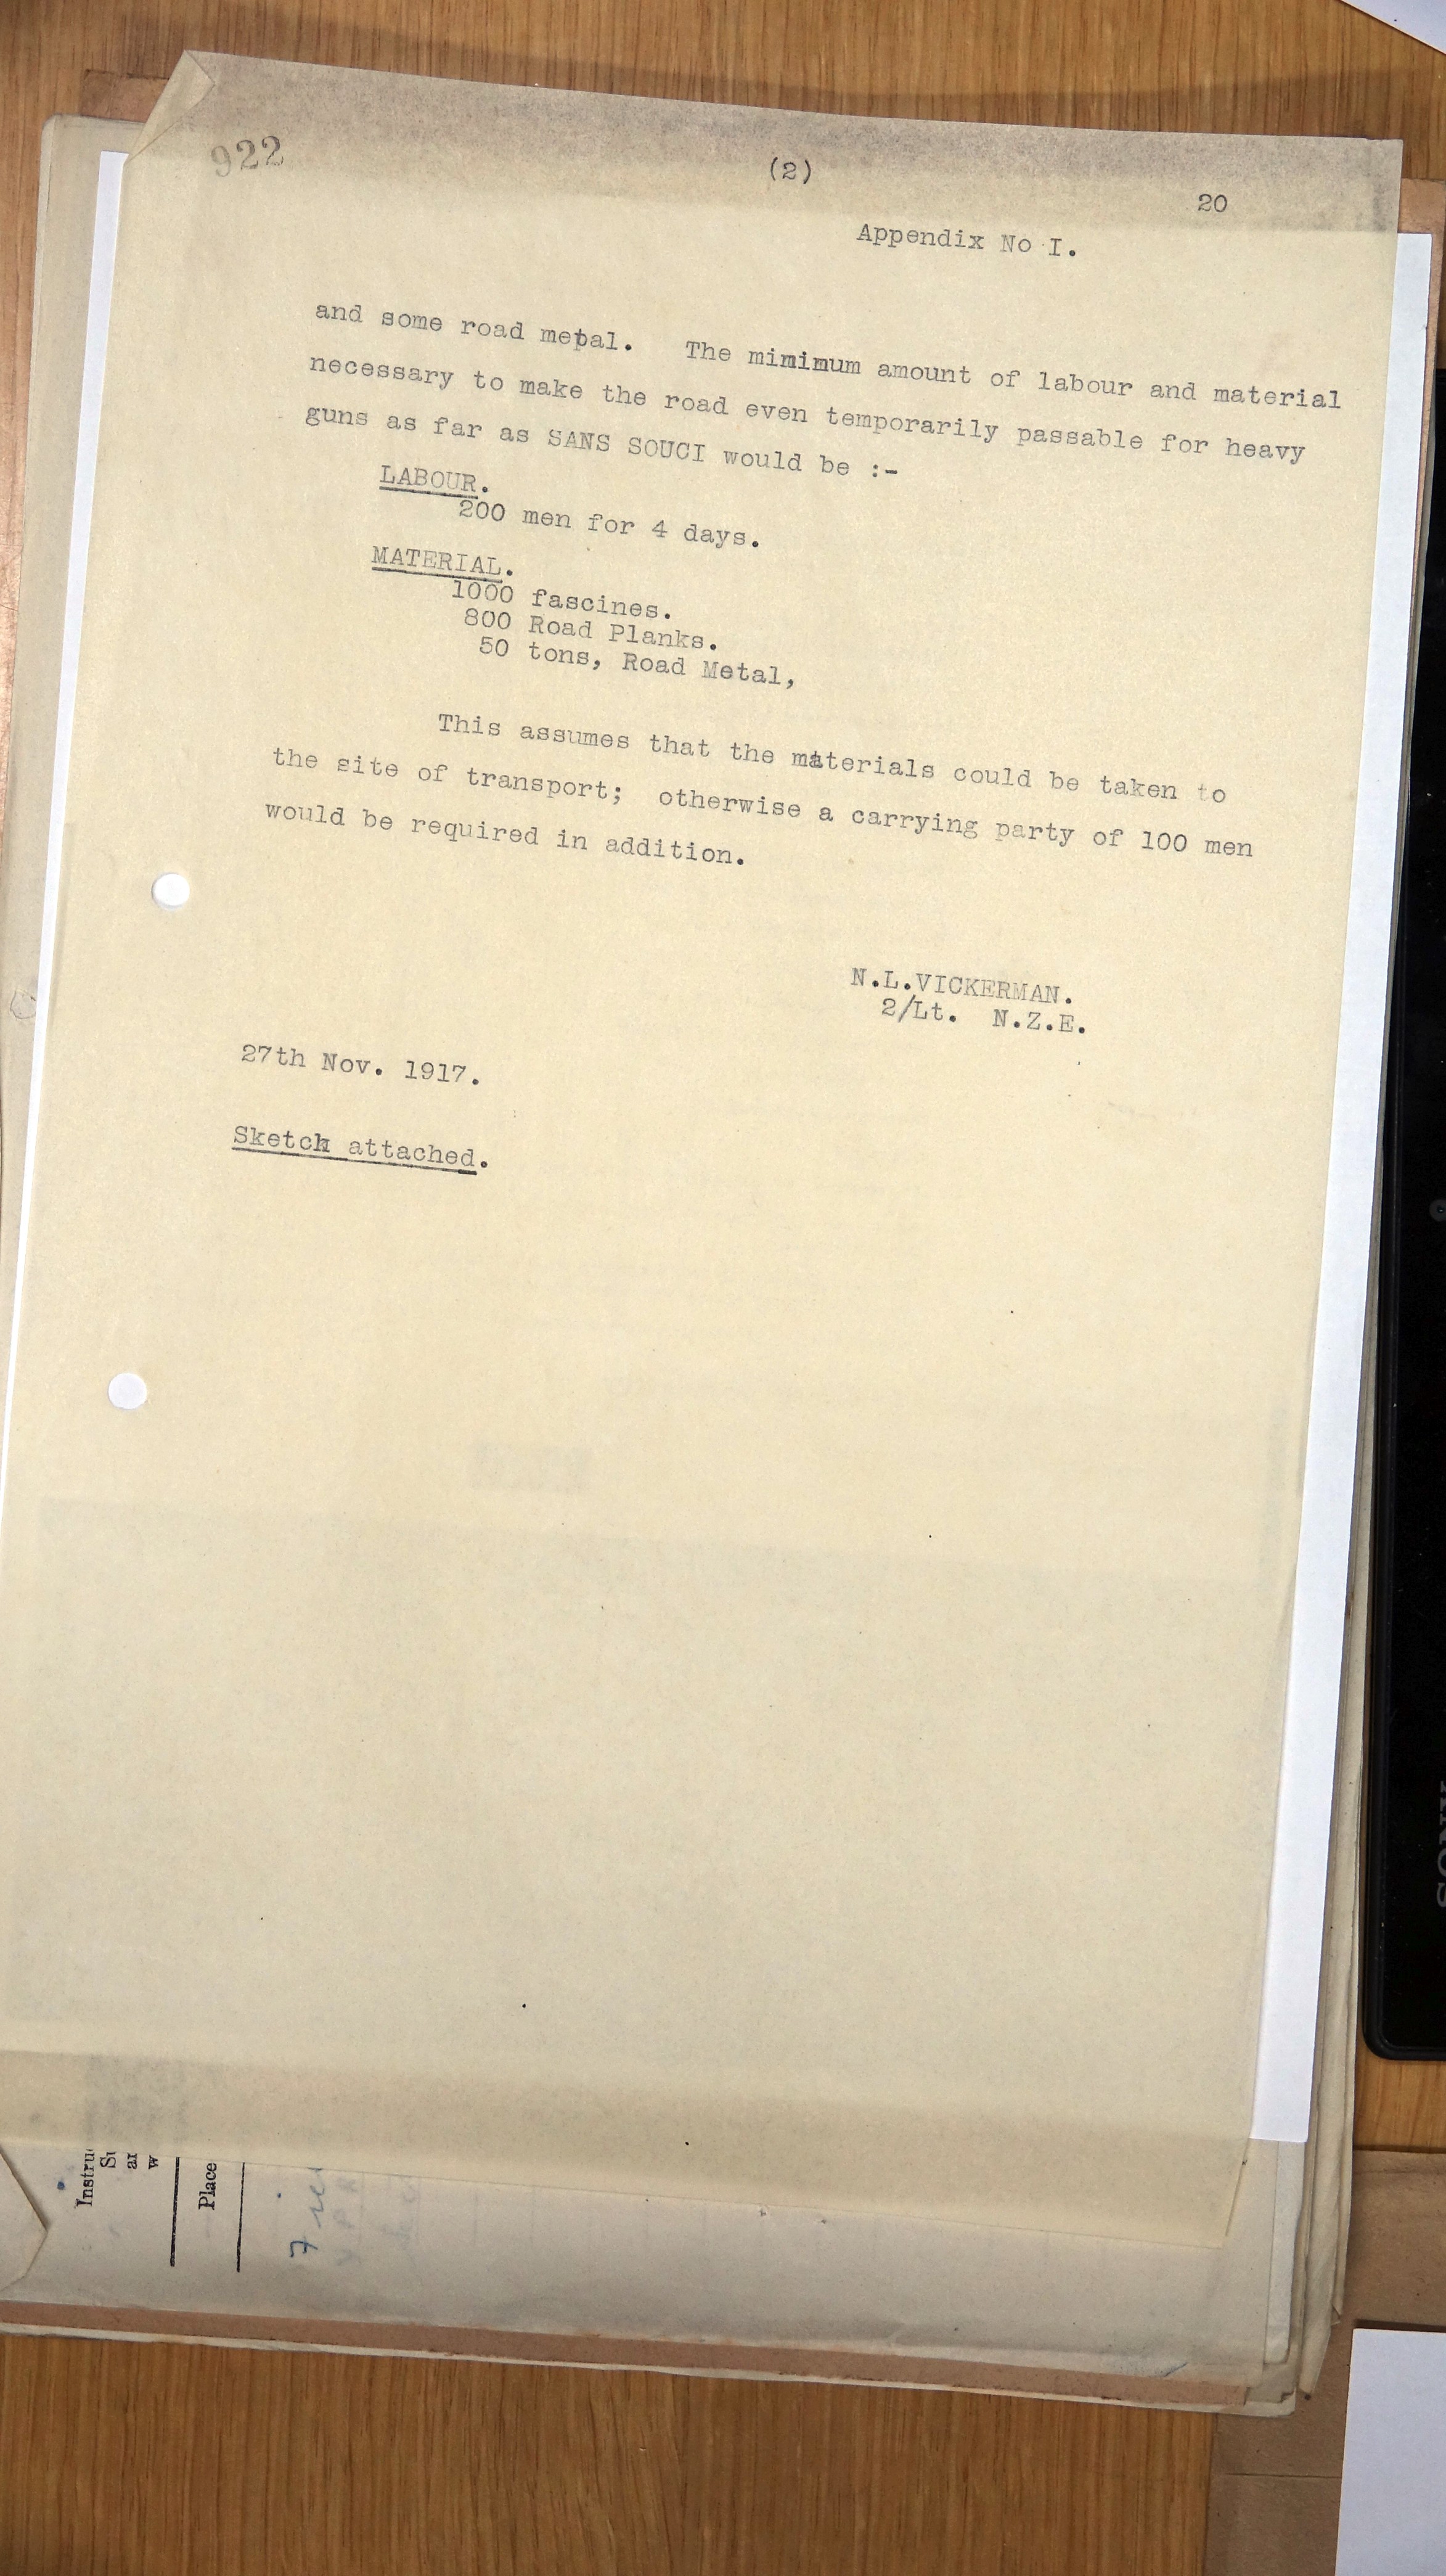 922
(2)
20
Appendix No I.
and some road metal. The minimum amount of labour and material
necessary to make the road even temporarily passable for heavy
guns as far as SANS SOUCI would be :-
LABOUR.
200 men for 4 days.
MATERIAL.
1000 fascines.
800 Road Planks.
50 tons, Road Metal,
This assumes that the materials could be taken to
the site of transport; otherwise a carrying party of 100 men
would be required in addition.
N.L.VICKERMAN.
2/Lt. N.Z.E.
27th Nov. 1917.
Sketch attached.
Place
SONY